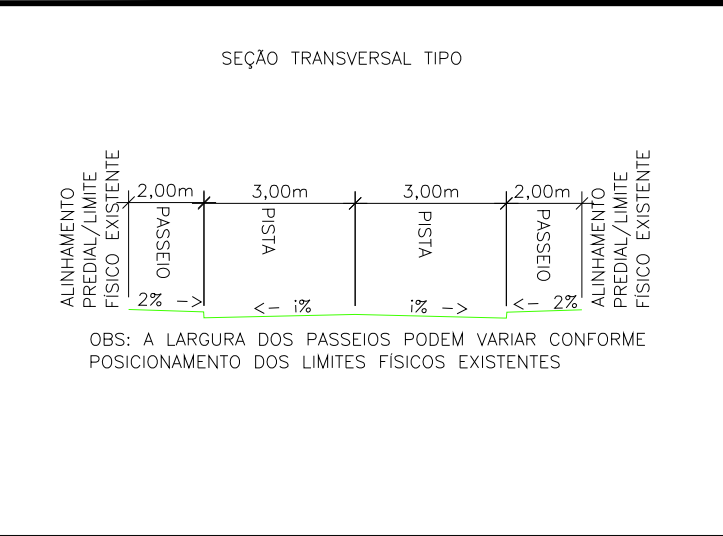 SEÇÃO TRANSVERSAL TIPO
ALINHAMENTO
PREDIAL/LIMITE
FÍSICO EXISTENTE
2,00m
3,00m
3,00m
2,00m
PASSEIO
PISTA
PISTA
PASSEIO
ALINHAMENTO
PREDIAL/LIMITE
FÍSICO EXISTENTE
2% ->
<- i%
i% ->
<- 2%
OBS: A LARGURA DOS PASSEIOS PODEM VARIAR CONFORME
POSICIONAMENTO DOS LIMITES FÍSICOS EXISTENTES